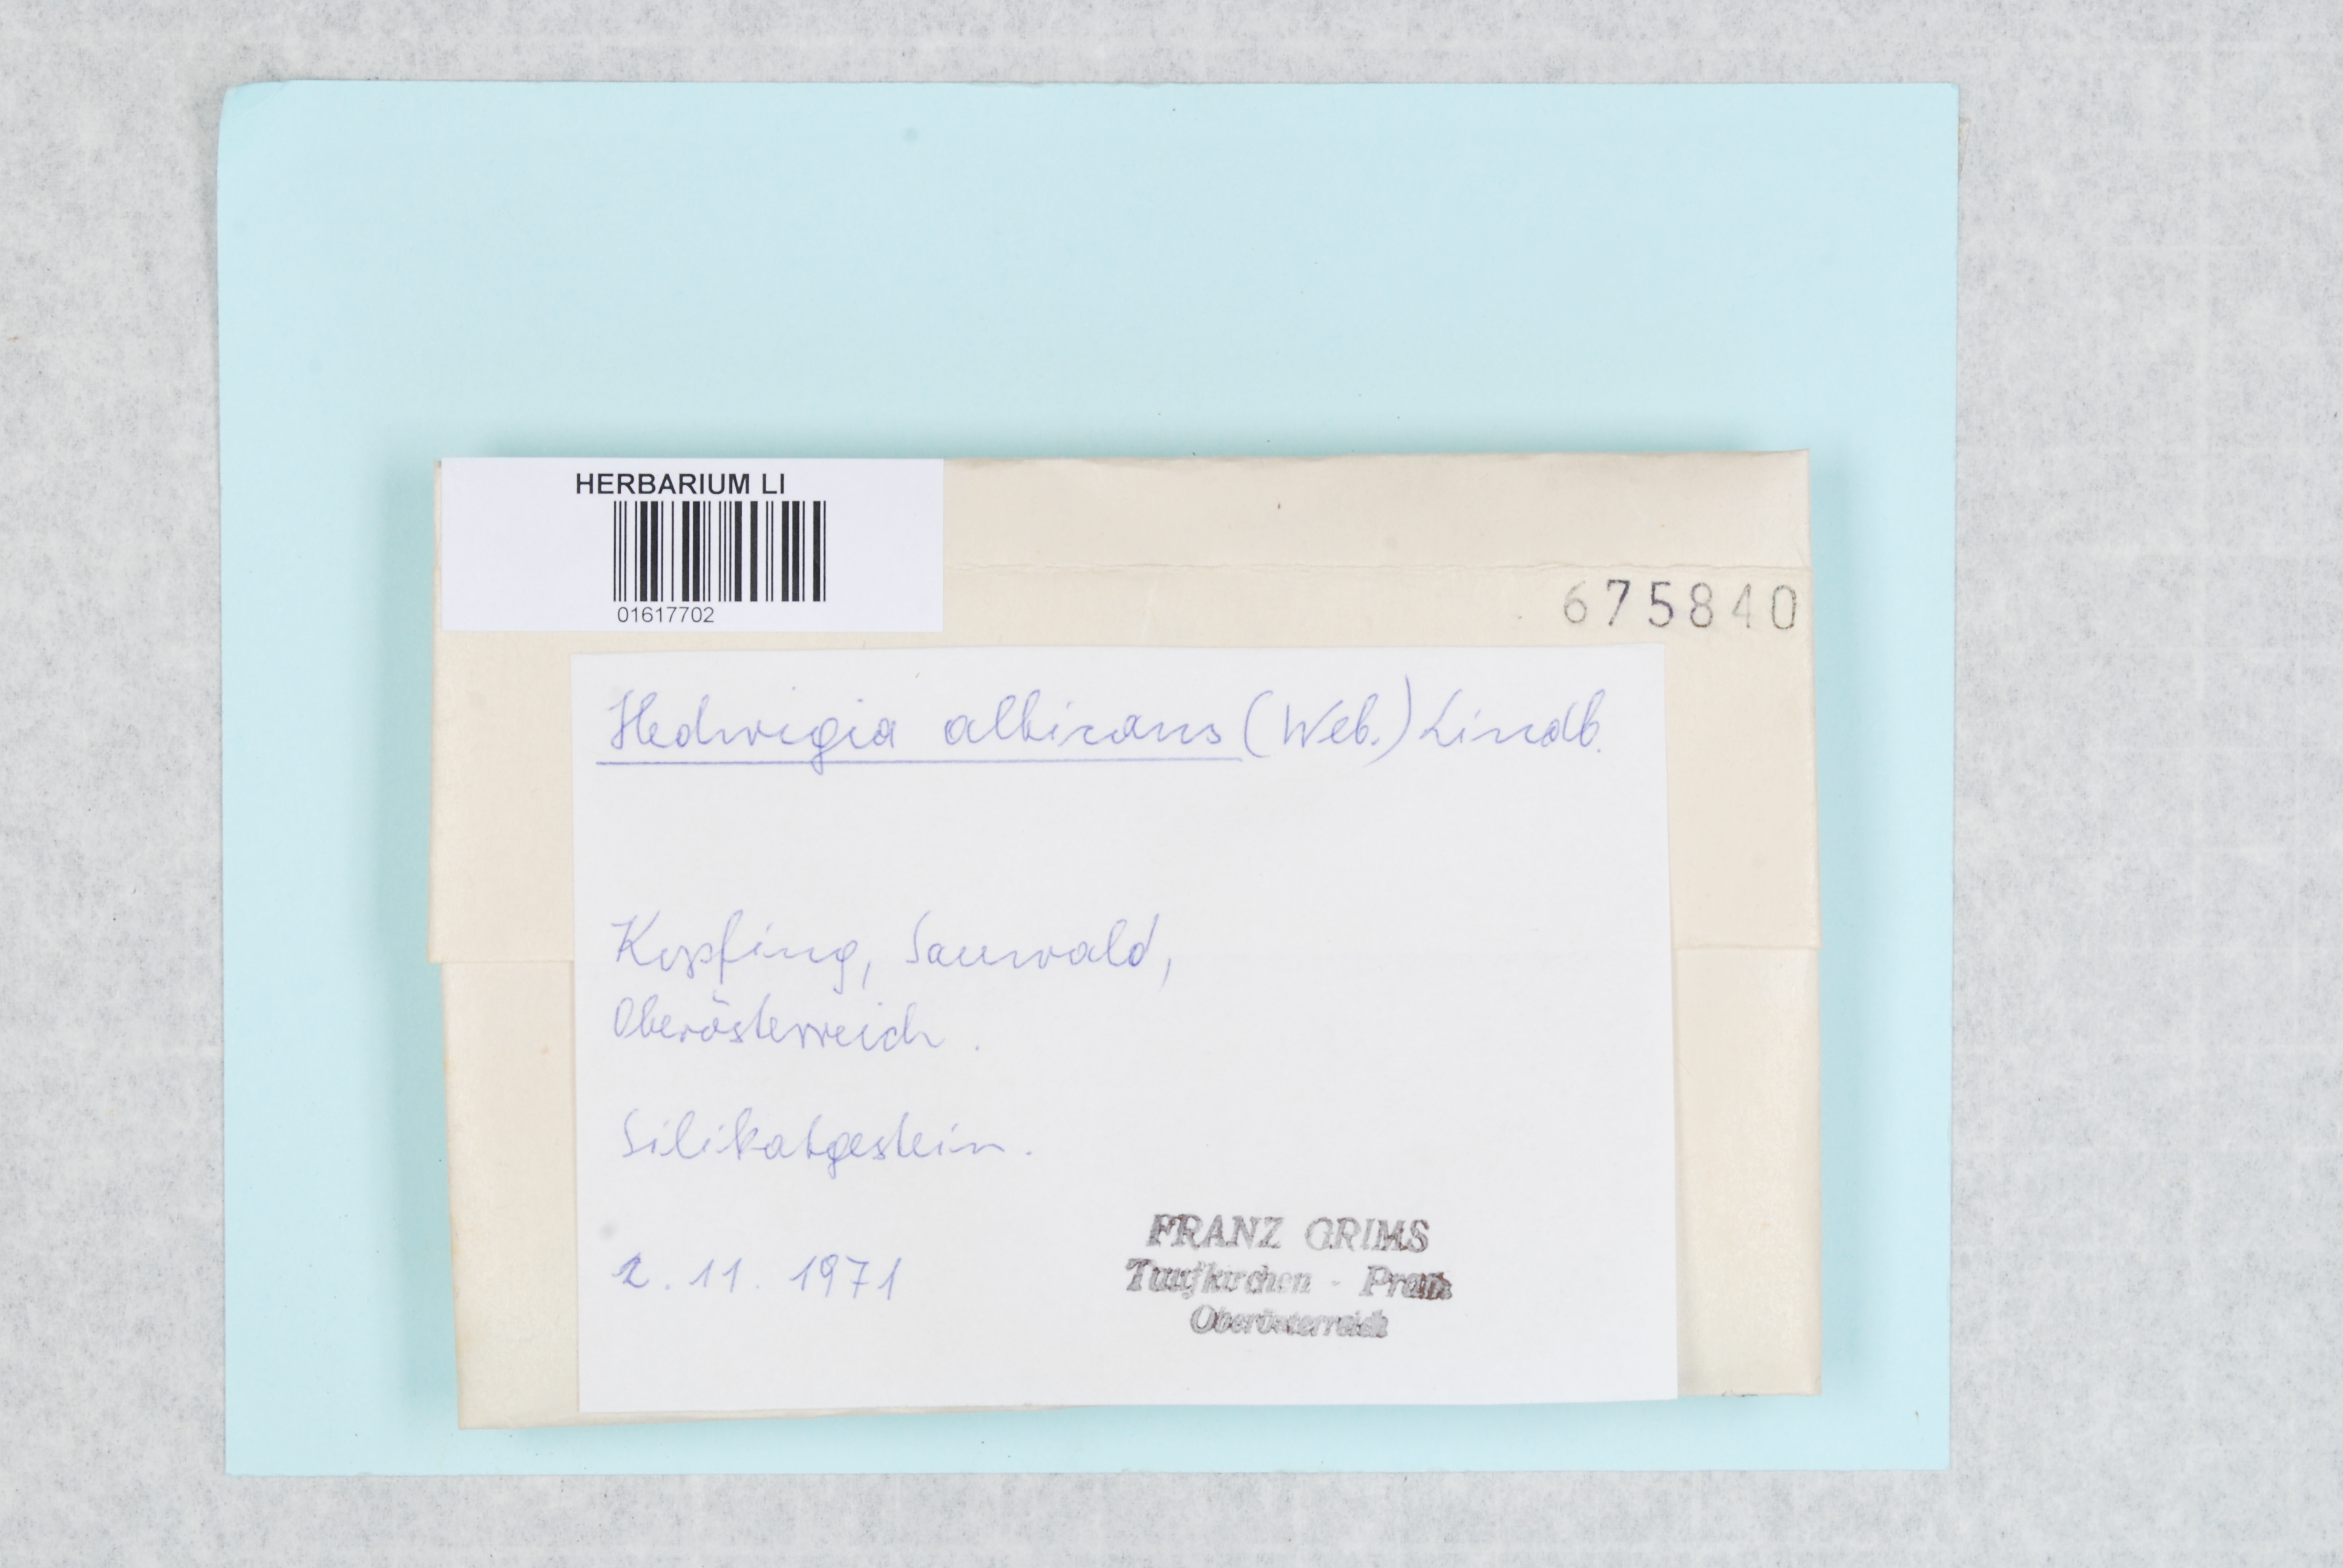 HERBARIUM LI
01617702
675840
Hedwigia albicans (Web.) Lindb.
Kopfing, Sauwald,
Oberösterreich.
Silikatgestein.
2. 11. 1971
FRANZ GRIMS
Taufkirchen - Pram
Oberösterreich